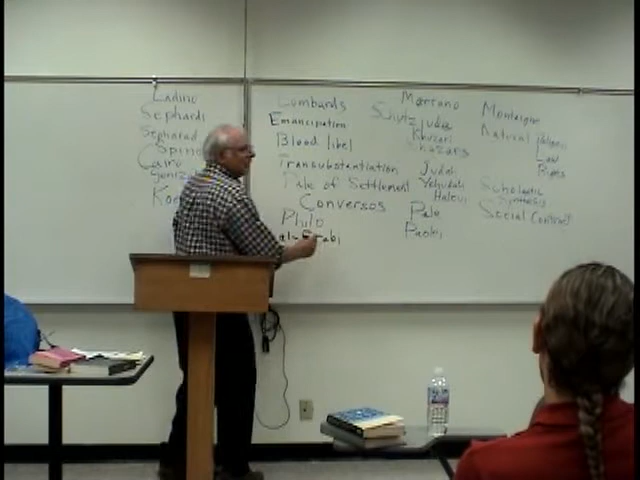 Ladino
Sephardi
Sepharad
Cairo
Lombards
Emancipation
Blood libel
Transubstantiation
Pale of Settlement
Conversos
Philo
Marrano
Judah
Khazars
Judah
Yehudah
Halevi
Pale
Montaigne
Natural
Law
Rights
Scholastic
Synthesis
Social Contract